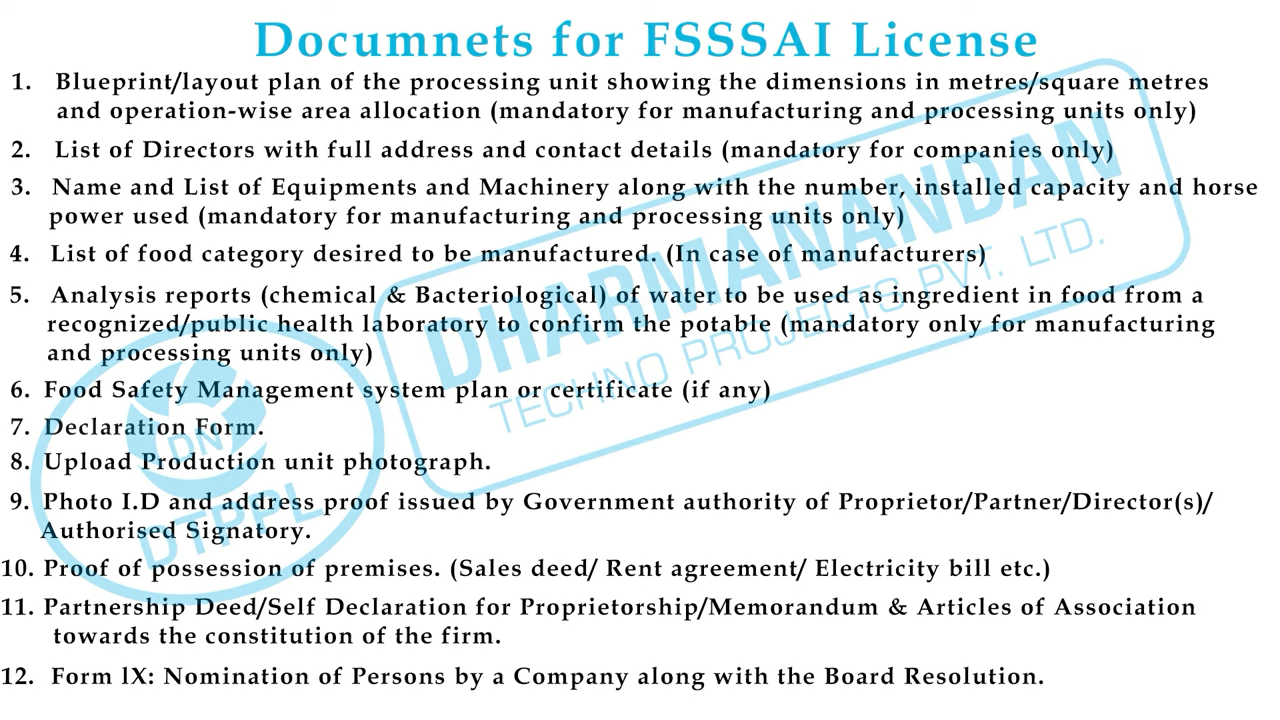 Documnets for FSSSAI License
1. Blueprint/layout plan of the processing unit showing the dimensions in metres/square metres
and operation-wise area allocation (mandatory for manufacturing and processing units only)
2. List of Directors with full address and contact details (mandatory for companies only)
3. Name and List of Equipments and Machinery along with the number, installed capacity and horse
power used (mandatory for manufacturing and processing units only)
4. List of food category desired to be manufactured. (In case of manufacturers)
5. Analysis reports (chemical & Bacteriological) of water to be used as ingredient in food from a
recognized/public health laboratory to confirm the potable (mandatory only for manufacturing
and processing units only)
6. Food Safety Management system plan or certificate (if any)
7. Declaration Form.
8. Upload Production unit photograph.
9. Photo I.D and address proof issued by Government authority of Proprietor/Partner/Director(s)/
Authorised Signatory.
10. Proof of possession of premises. (Sales deed/ Rent agreement/ Electricity bill etc.)
11. Partnership Deed/Self Declaration for Proprietorship/Memorandum & Articles of Association
towards the constitution of the firm.
12. Form lX: Nomination of Persons by a Company along with the Board Resolution.
DHARMANANDAN
TECHNO PROJECTS PVT. LTD.
DN
DTPPL